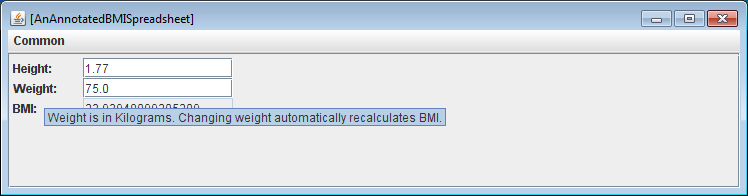 [AnAnnotatedBMISpreadsheet]
Common
Height: 1.77
Weight: 75.0
BMI:
Weight is in Kilograms. Changing weight automatically recalculates BMI.